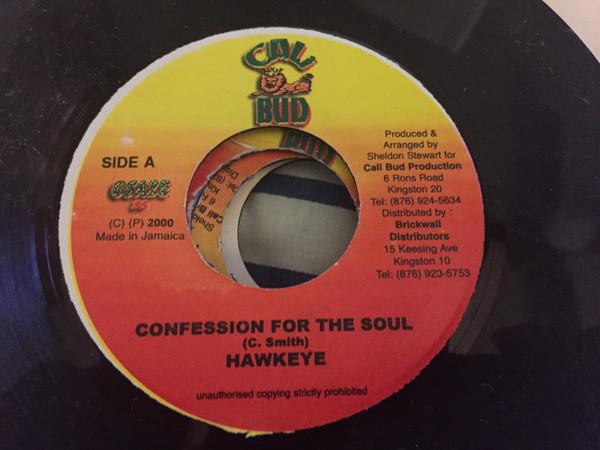 CALI
BUD
SIDE A
(C) (P) 2000
Made in Jamaica
Produced &
Arranged by
Sheldon Stewart for
Cali Bud Production
6 Rons Road
Kingston 20
Tel: (876) 924-5634
Distributed by :
Brickwall
Distributors
15 Keesing Ave
Kingston 10
Tel: (876) 923-5753
CONFESSION FOR THE SOUL
(C. Smith)
HAWKEYE
unauthorised copying strictly prohibited